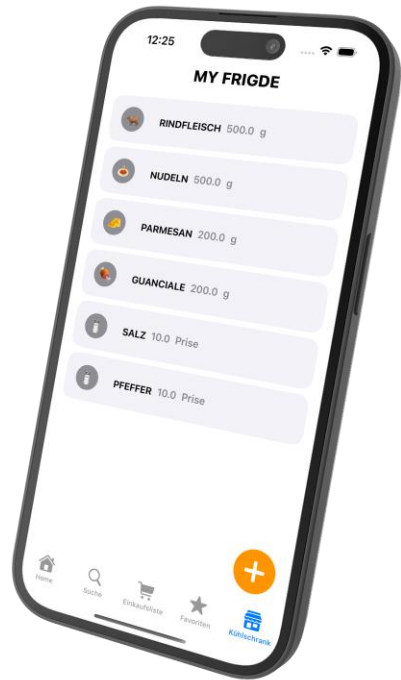 12:25
MY FRIGDE
RINDFLEISCH 500.0 g
NUDELN 500.0 g
PARMESAN 200.0 g
GUANCIALE 200.0 g
SALZ 10.0 Prise
PFEFFER 10.0 Prise
Home
Suche
Einkaufsliste
Favoriten
Kühlschrank